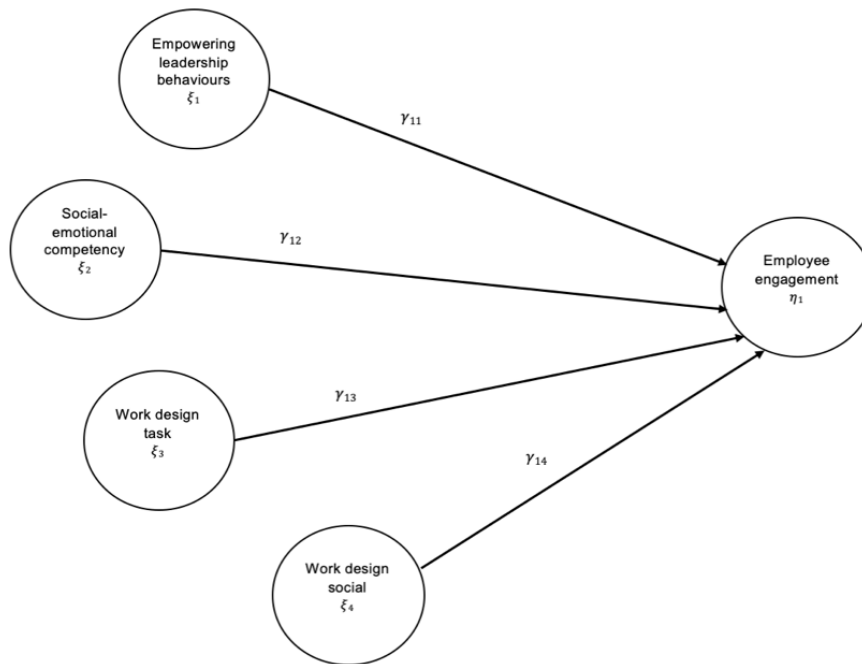 Empowering
leadership
behaviours
ξ₁
γ₁₁
Social-
emotional
competency
ξ₂
γ₁₂
Employee
engagement
η₁
Work design
task
ξ₃
γ₁₃
γ₁₄
Work design
social
ξ₄